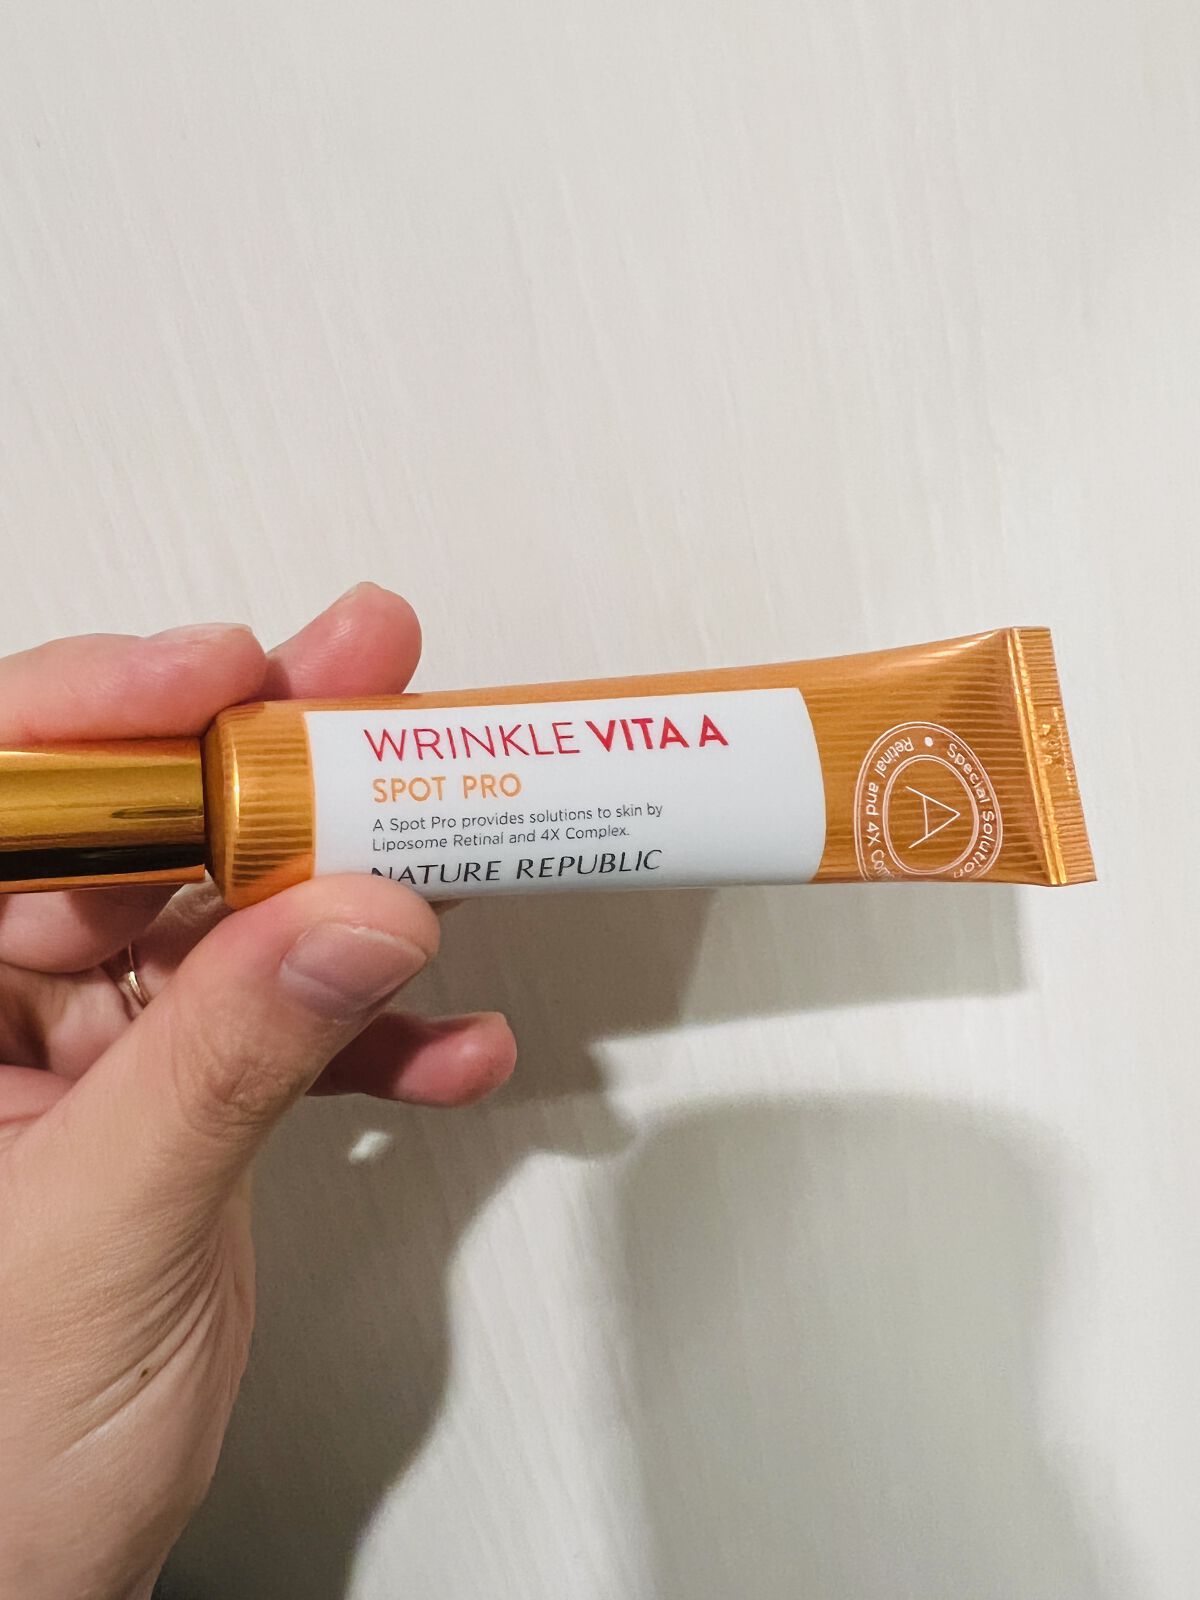 WRINKLE VITA A
SPOT PRO
A Spot Pro provides solutions to skin by
Liposome Retinal and 4X Complex.
NATURE REPUBLIC
Special Solution
Retinal and 4X
A